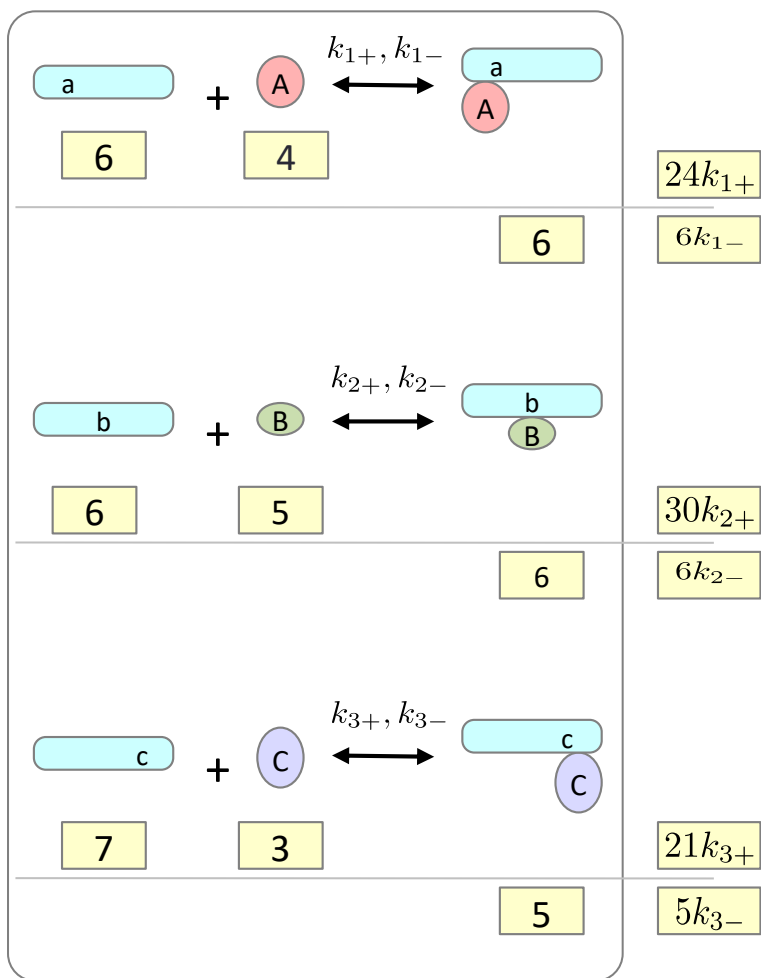 k₁₊, k₁₋
a + A a
A
6 4
24k₁₊
6 6k₁₋
k₂₊, k₂₋
b + B b
B
6 5 30k₂₊
6 6k₂₋
k₃₊, k₃₋
c + C c
C
7 3 21k₃₊
5 5k₃₋